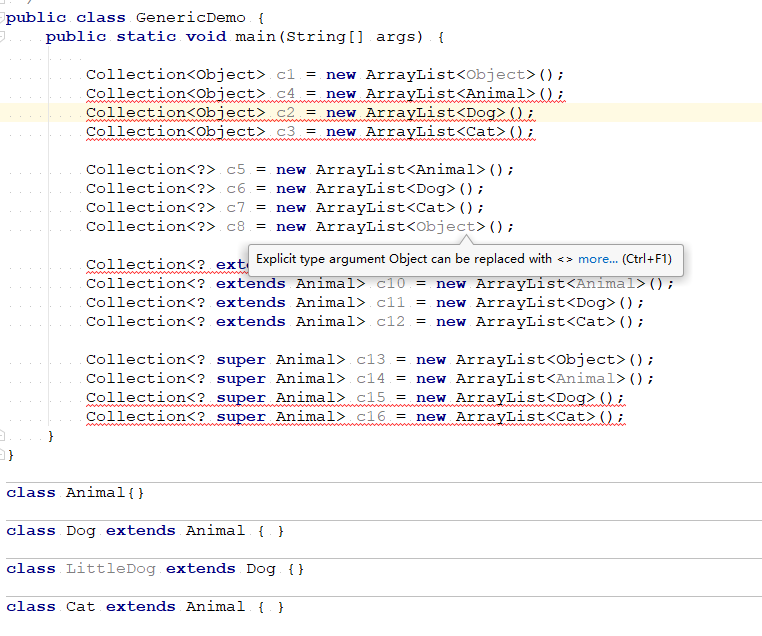 public class GenericDemo {
public static void main(String[] args) {
Collection<Object> c1 = new ArrayList<Object>();
Collection<Object> c4 = new ArrayList<Animal>();
Collection<Object> c2 = new ArrayList<Dog>();
Collection<Object> c3 = new ArrayList<Cat>();
Collection<?> c5 = new ArrayList<Animal>();
Collection<?> c6 = new ArrayList<Dog>();
Collection<?> c7 = new ArrayList<Cat>();
Collection<?> c8 = new ArrayList<Object>();
Explicit type argument Object can be replaced with <> more... (Ctrl+F1)
Collection<?
Collection<? extends Animal> c10 = new ArrayList<Animal>();
Collection<? extends Animal> c11 = new ArrayList<Dog>();
Collection<? extends Animal> c12 = new ArrayList<Cat>();
Collection<? super Animal> c13 = new ArrayList<Object>();
Collection<? super Animal> c14 = new ArrayList<Animal>();
Collection<? super Animal> c15 = new ArrayList<Dog>();
Collection<? super Animal> c16 = new ArrayList<Cat>();
}
}
class Animal{}
class Dog extends Animal { }
class LittleDog extends Dog {}
class Cat extends Animal { }